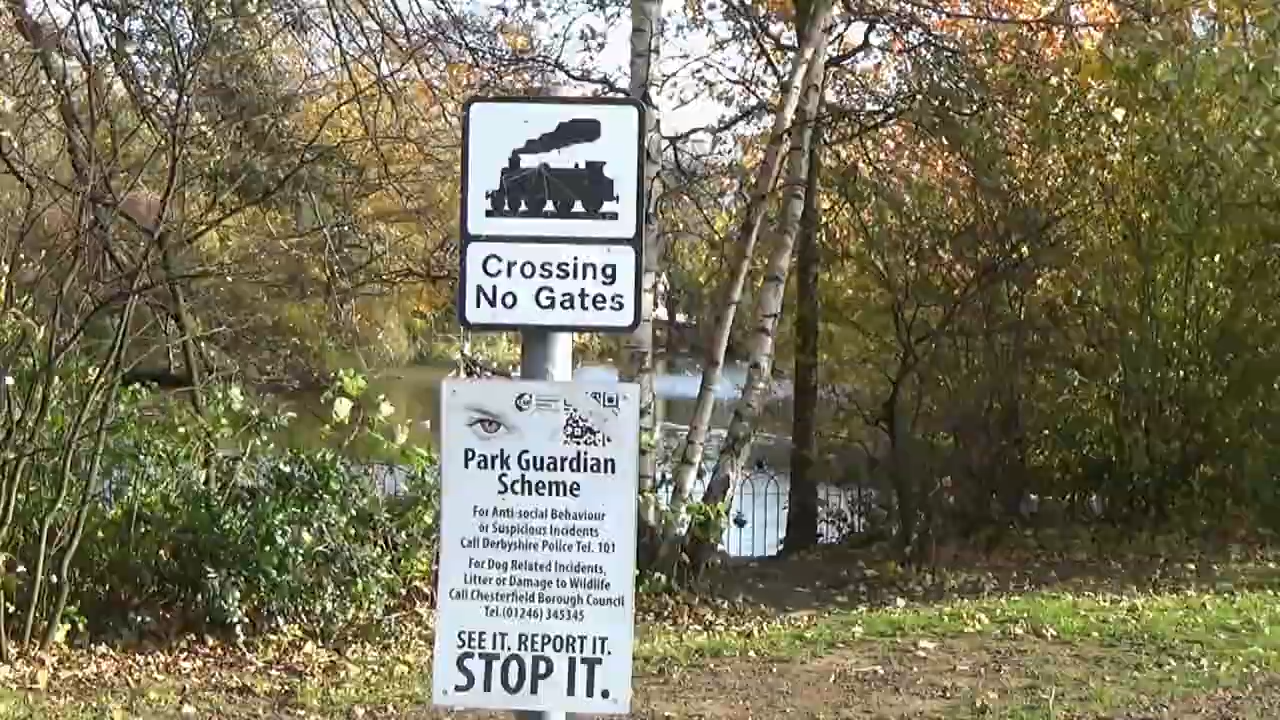 Crossing
No Gates
Park Guardian
Scheme
For Anti-social Behaviour
or Suspicious Incidents
Call Derbyshire Police Tel. 101
For Dog Related Incidents,
Litter or Damage to Wildlife
Call Chesterfield Borough Council
Tel.(01246) 345345
SEE IT. REPORT IT.
STOP IT.